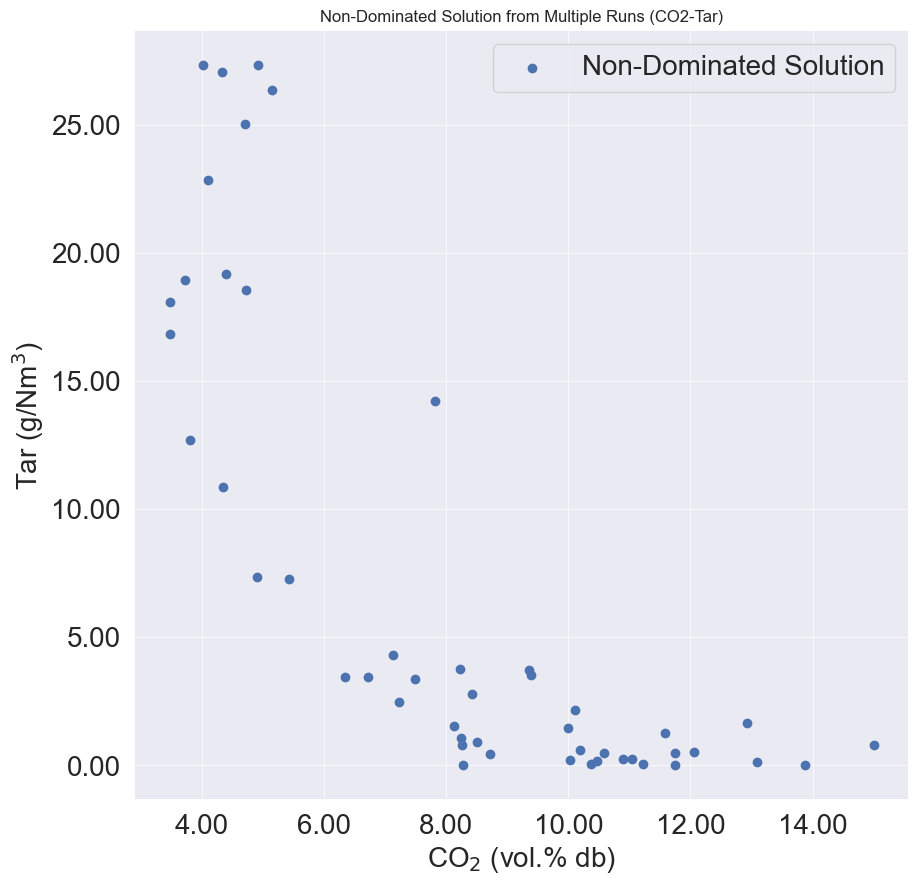 Non-Dominated Solution from Multiple Runs (CO2-Tar)
Non-Dominated Solution
25.00
20.00
15.00
10.00
5.00
0.00
Tar (g/Nm³)
4.00 6.00 8.00 10.00 12.00 14.00
CO₂ (vol.% db)